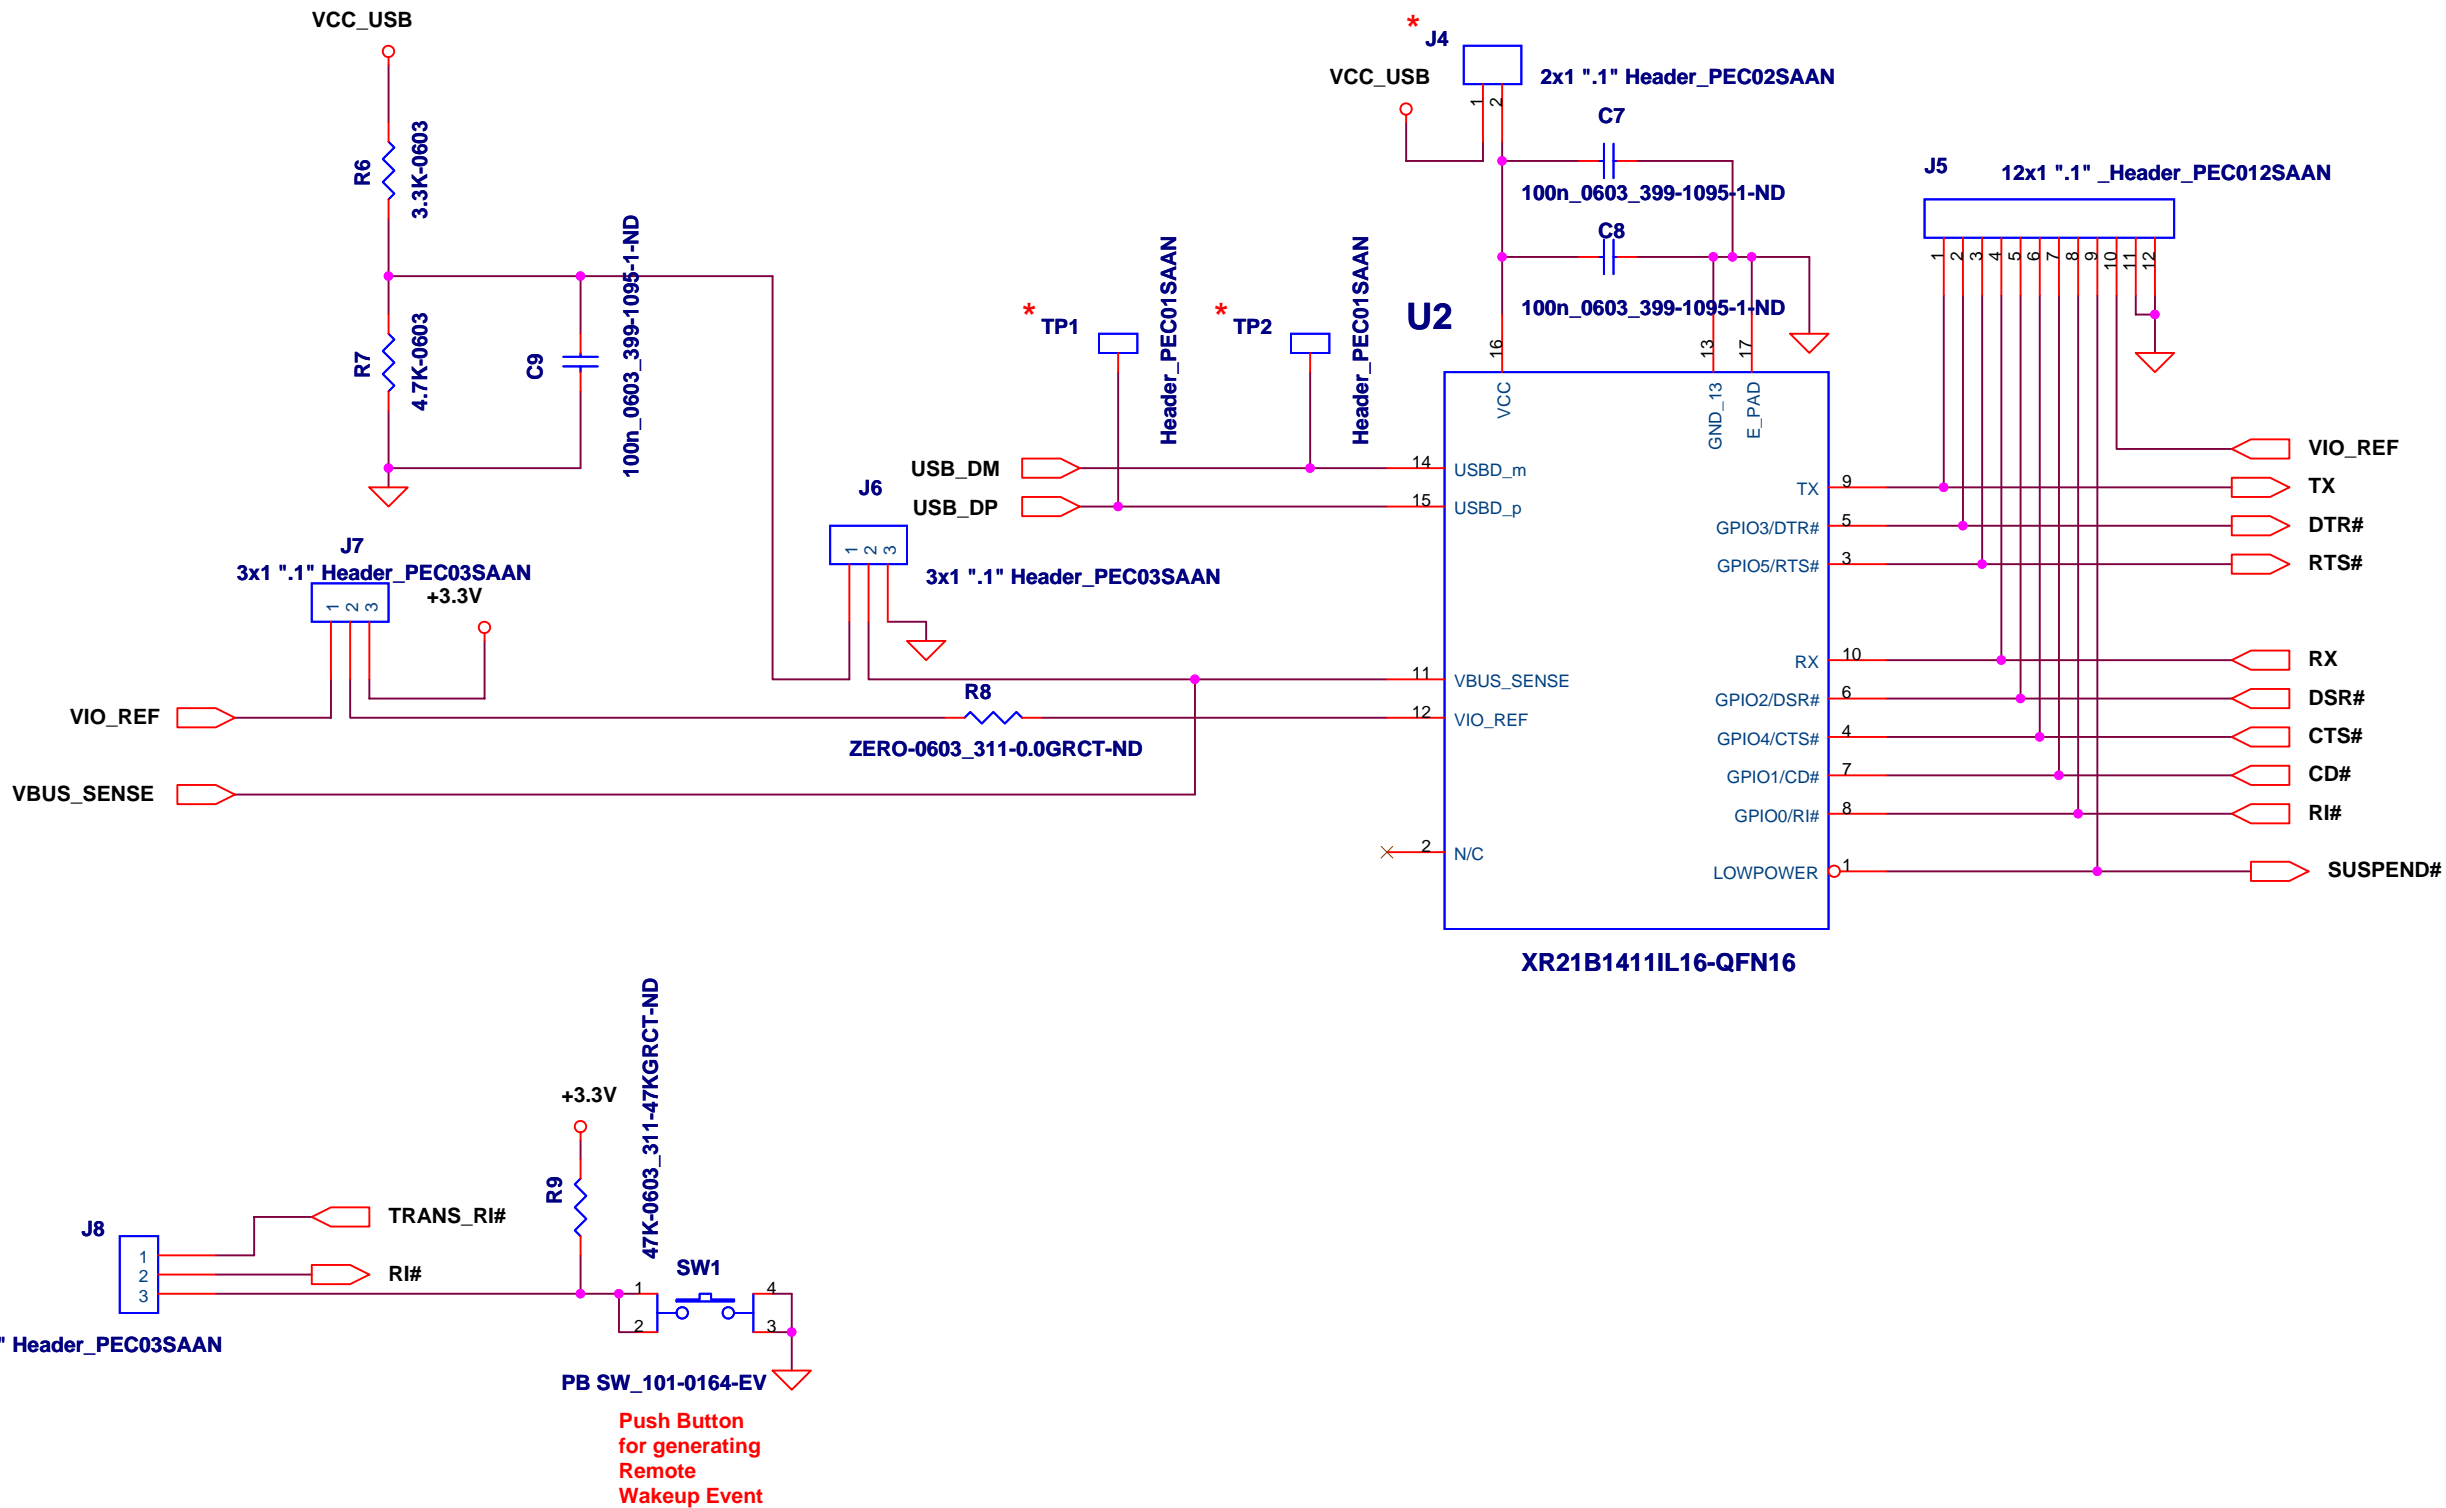 VCC_USB
R6
3.3K-0603
R7
4.7K-0603
C9
100n_0603_399-1095-1-ND
*
J4
VCC_USB
2x1 ".1" Header_PEC02SAAN
1
2
C7
100n_0603_399-1095-1-ND
C8
100n_0603_399-1095-1-ND
J5
12x1 ".1" _Header_PEC012SAAN
1
2
3
4
5
6
7
8
9
10
11
12
*
TP1
Header_PEC01SAAN
*
TP2
Header_PEC01SAAN
U2
16
VCC
13
GND_13
17
E_PAD
USB_DM
14
USBD_m
USB_DP
15
USBD_p
J6
1
2
3
3x1 ".1" Header_PEC03SAAN
J7
3x1 ".1" Header_PEC03SAAN
1
2
3
+3.3V
11
VBUS_SENSE
R8
12
VIO_REF
ZERO-0603_311-0.0GRCT-ND
VIO_REF
VBUS_SENSE
2
N/C
VIO_REF
TX
9
TX
GPIO3/DTR#
5
DTR#
GPIO5/RTS#
3
RTS#
RX
10
RX
GPIO2/DSR#
6
DSR#
GPIO4/CTS#
4
CTS#
GPIO1/CD#
7
CD#
GPIO0/RI#
8
RI#
LOWPOWER
1
SUSPEND#
XR21B1411IL16-QFN16
+3.3V
R9
47K-0603_311-47KGRCT-ND
J8
1
2
3
TRANS_RI#
RI#
" Header_PEC03SAAN
SW1
1
2
4
3
PB SW_101-0164-EV
Push Button
for generating
Remote
Wakeup Event